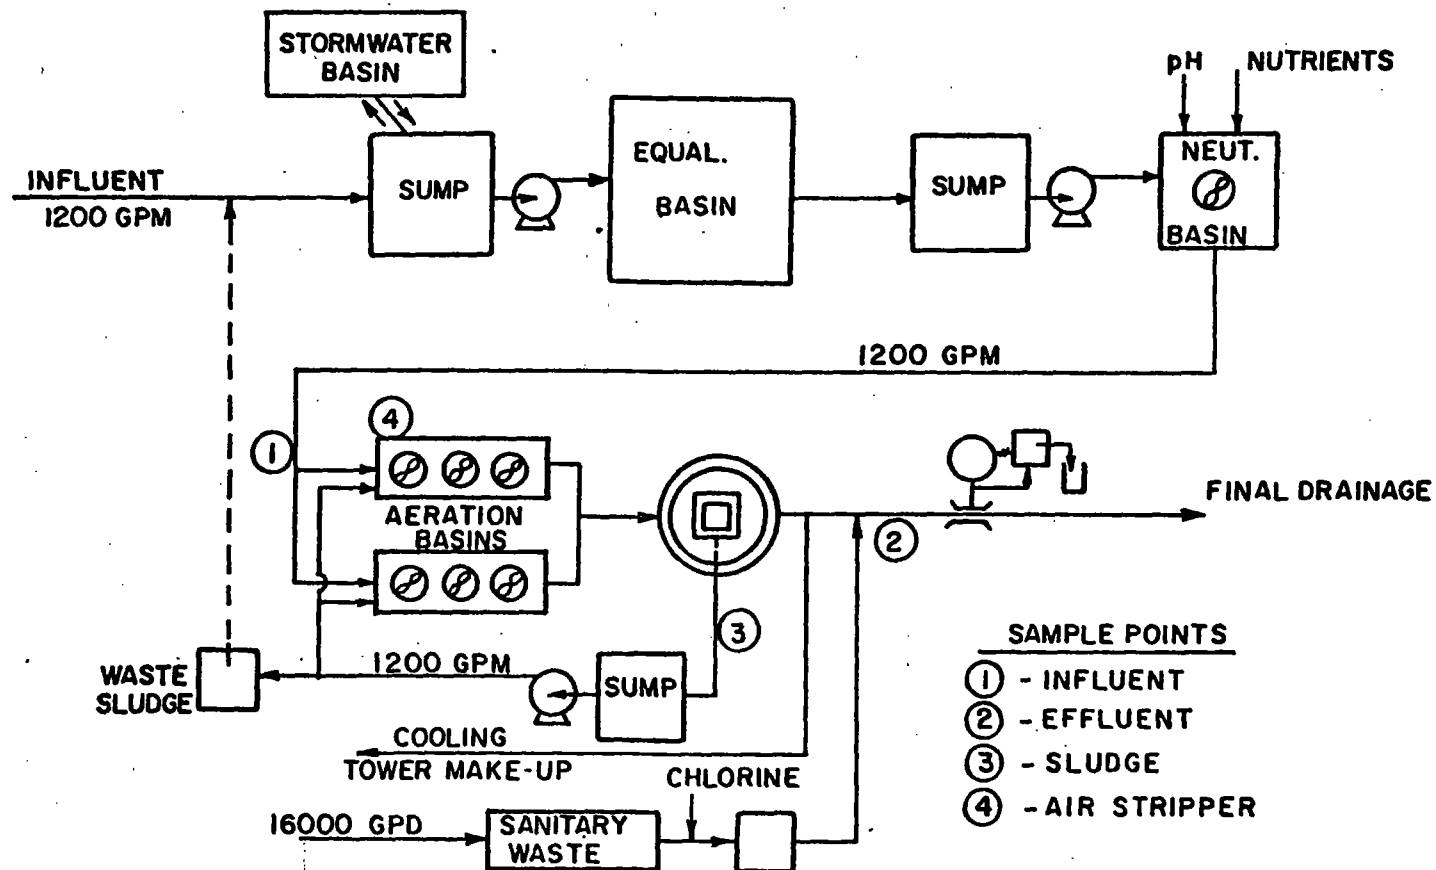 STORMWATER
BASIN
pH
NUTRIENTS
INFLUENT
1200 GPM
SUMP
EQUAL.
BASIN
SUMP
NEUT.
BASIN
1200 GPM
1
4
AERATION
BASINS
2
FINAL DRAINAGE
3
WASTE
SLUDGE
1200 GPM
SUMP
COOLING
TOWER MAKE-UP
CHLORINE
16000 GPD
SANITARY
WASTE
SAMPLE POINTS
1 - INFLUENT
2 - EFFLUENT
3 - SLUDGE
4 - AIR STRIPPER